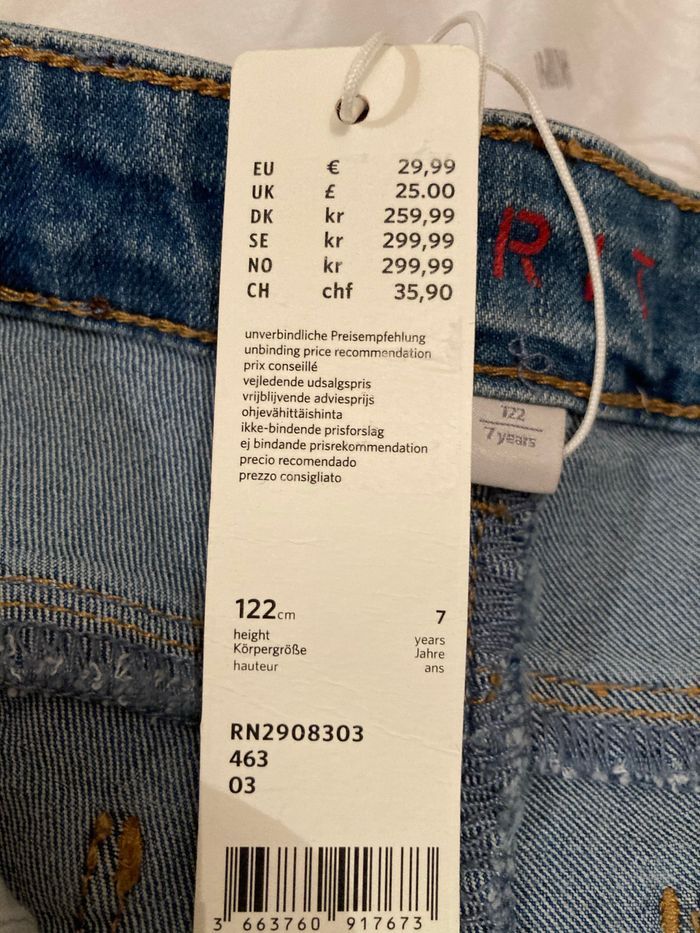 EU € 29,99
UK £ 25.00
DK kr 259,99
SE kr 299,99
NO kr 299,99
CH chf 35,90
unverbindliche Preisempfehlung
unbinding price recommendation
prix conseillé
vejledende udsalgspris
vrijblijvende adviesprijs
ohjevähittäishinta
ikke-bindende prisforslag
ej bindande prisrekommendation
precio recomendado
prezzo consigliato
122cm 7
height years
Körpergröße Jahre
hauteur ans
RN2908303
463
03
3 663760 917673
R
122
7 years